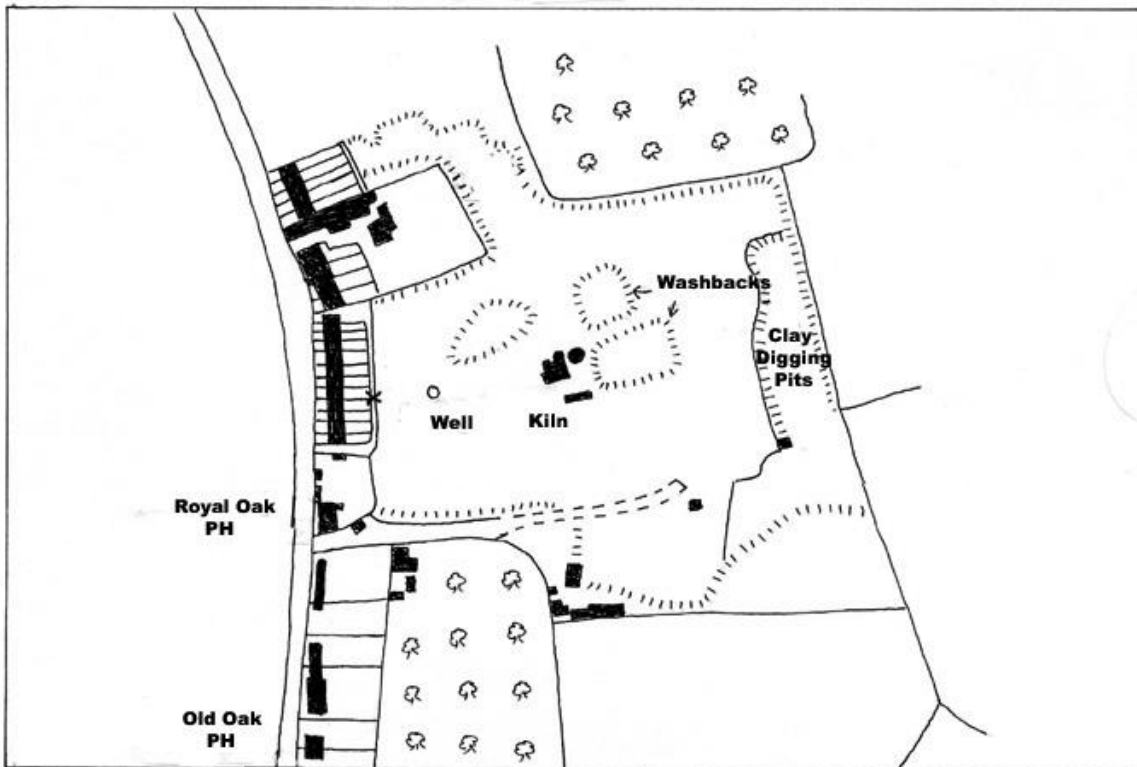 Washbacks
Clay
Digging
Pits
Well
Kiln
Royal Oak
PH
Old Oak
PH